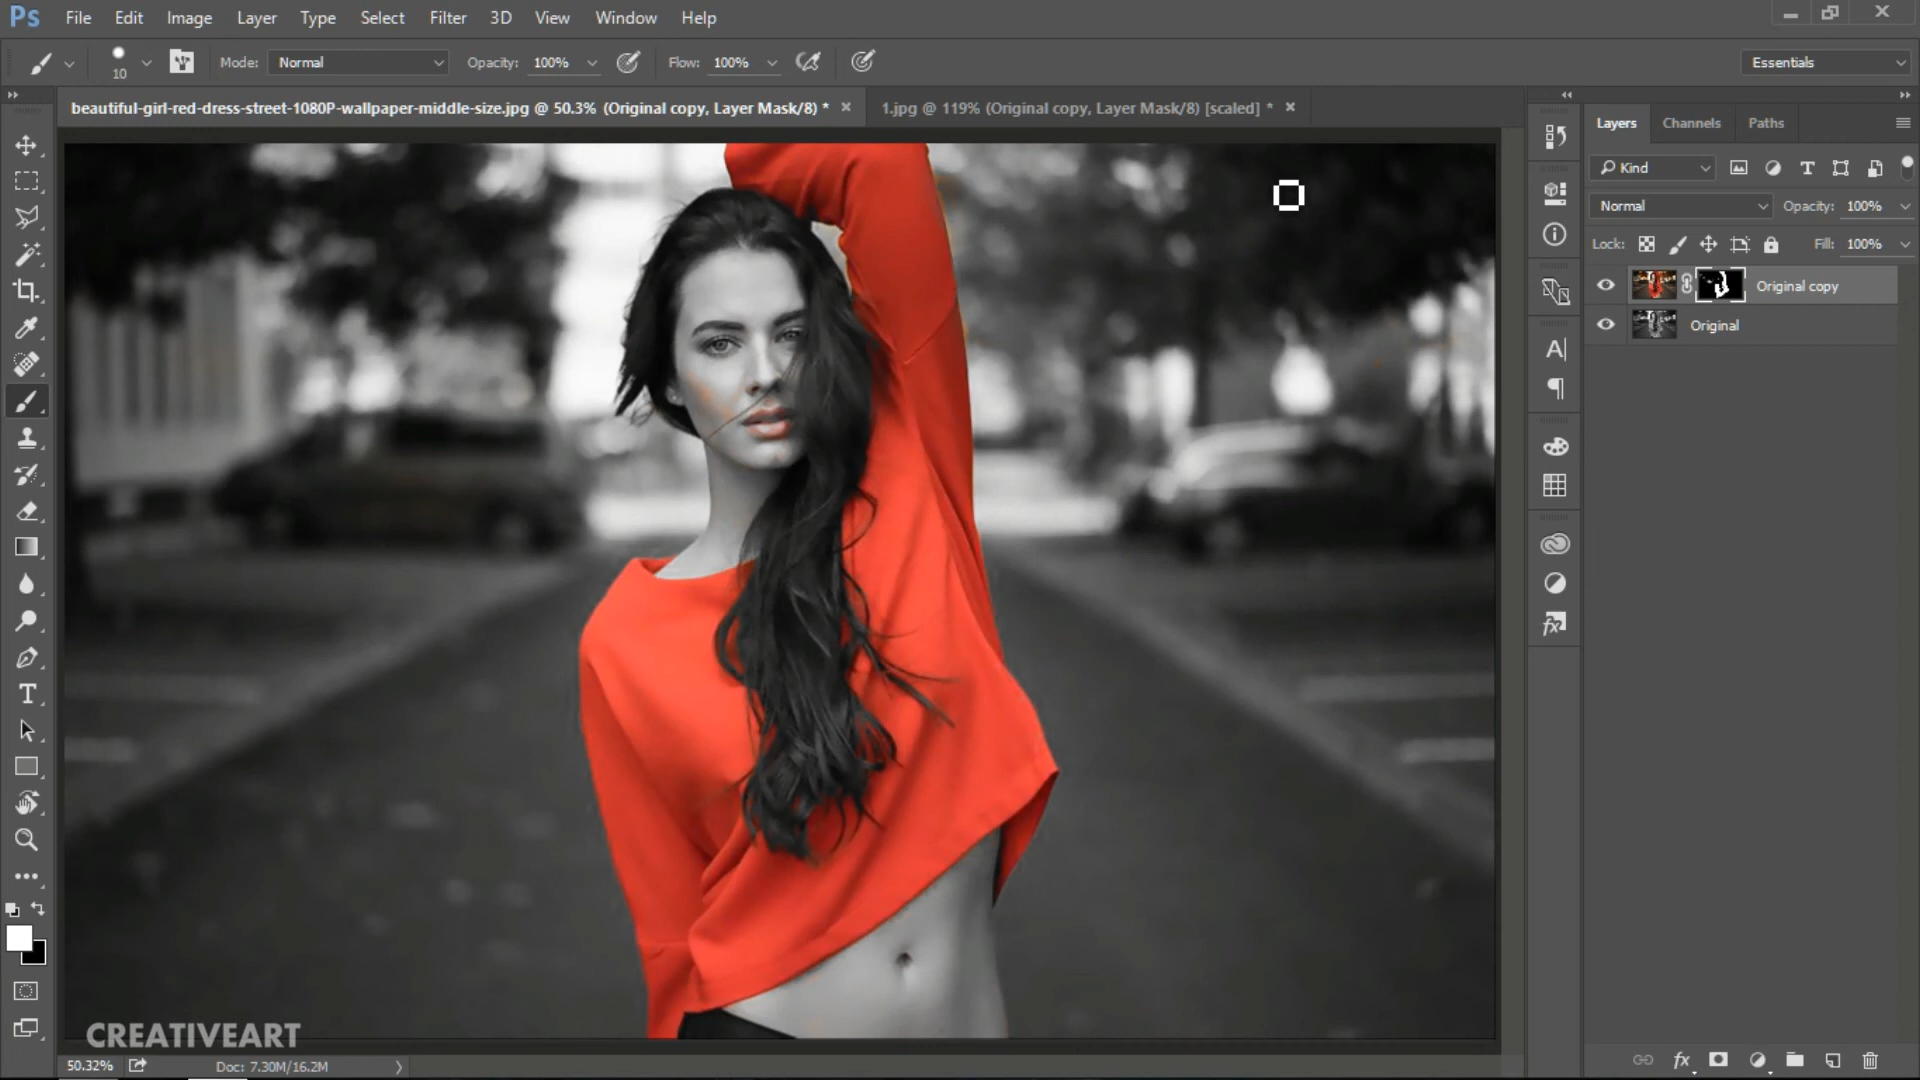 Ps File Edit Image Layer Type Select Filter 3D View Window Help
10 Mode: Normal Opacity: 100% Flow: 100% Essentials
beautiful-girl-red-dress-street-1080P-wallpaper-middle-size.jpg @ 50.3% (Original copy, Layer Mask/8) * 1.jpg @ 119% (Original copy, Layer Mask/8) [scaled] *
Layers Channels Paths
Kind
Normal Opacity: 100%
Lock: Fill: 100%
Original copy
Original
CREATIVEART
50.32% Doc: 7.30M/16.2M